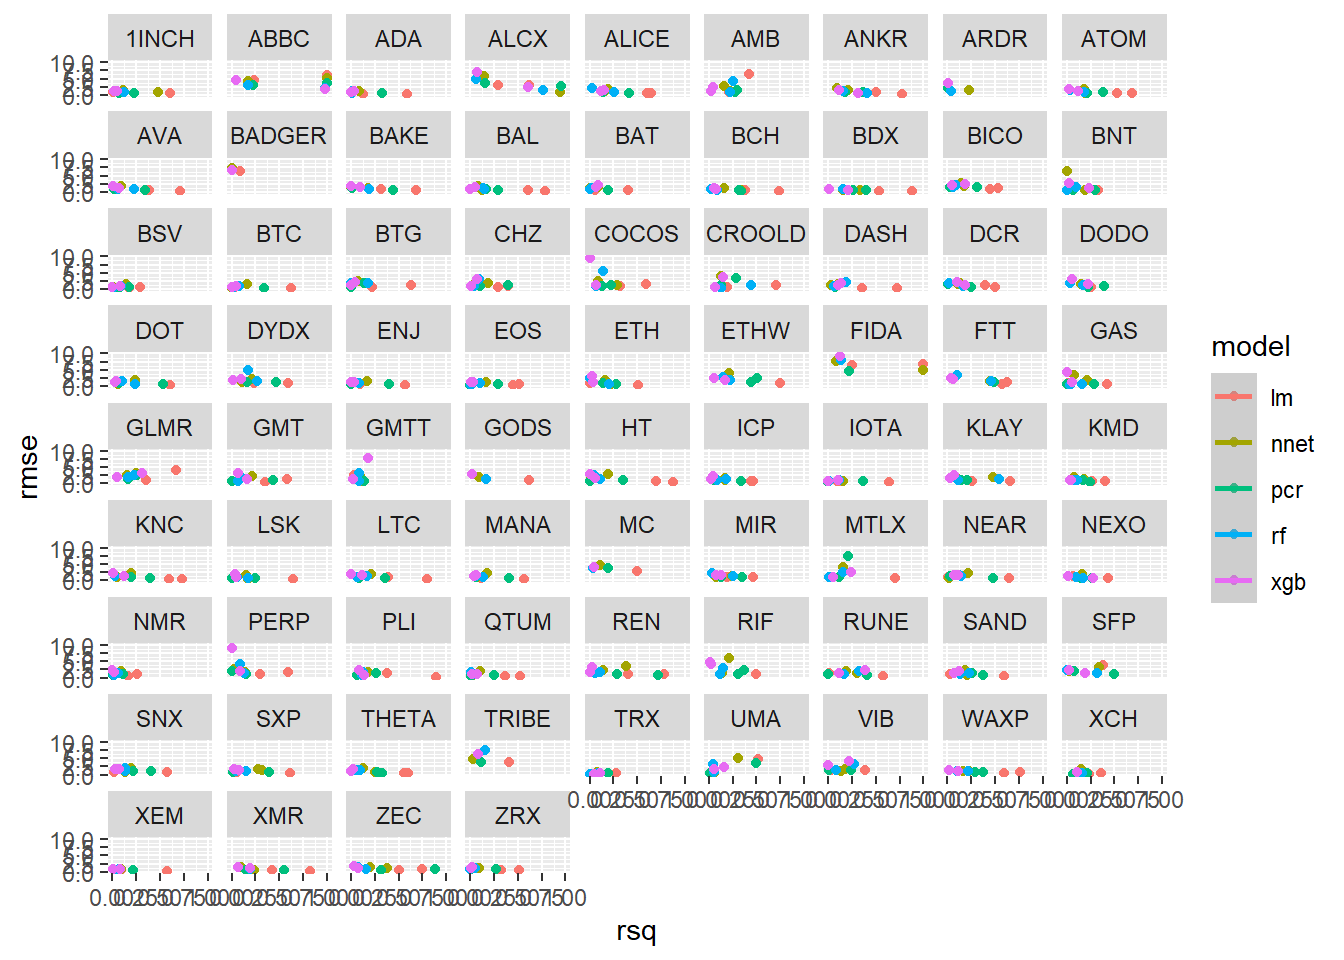 1INCH ABBC ADA ALCX ALICE AMB ANKR ARDR ATOM
AVA BADGER BAKE BAL BAT BCH BDX BICO BNT
BSV BTC BTG CHZ COCOS CROOLD DASH DCR DODO
DOT DYDX ENJ EOS ETH ETHW FIDA FTT GAS
GLMR GMT GMTT GODS HT ICP IOTA KLAY KMD
KNC LSK LTC MANA MC MIR MTLX NEAR NEXO
NMR PERP PLI QTUM REN RIF RUNE SAND SFP
SNX SXP THETA TRIBE TRX UMA VIB WAXP XCH
XEM XMR ZEC ZRX
rmse
rsq
model
lm
nnet
pcr
rf
xgb